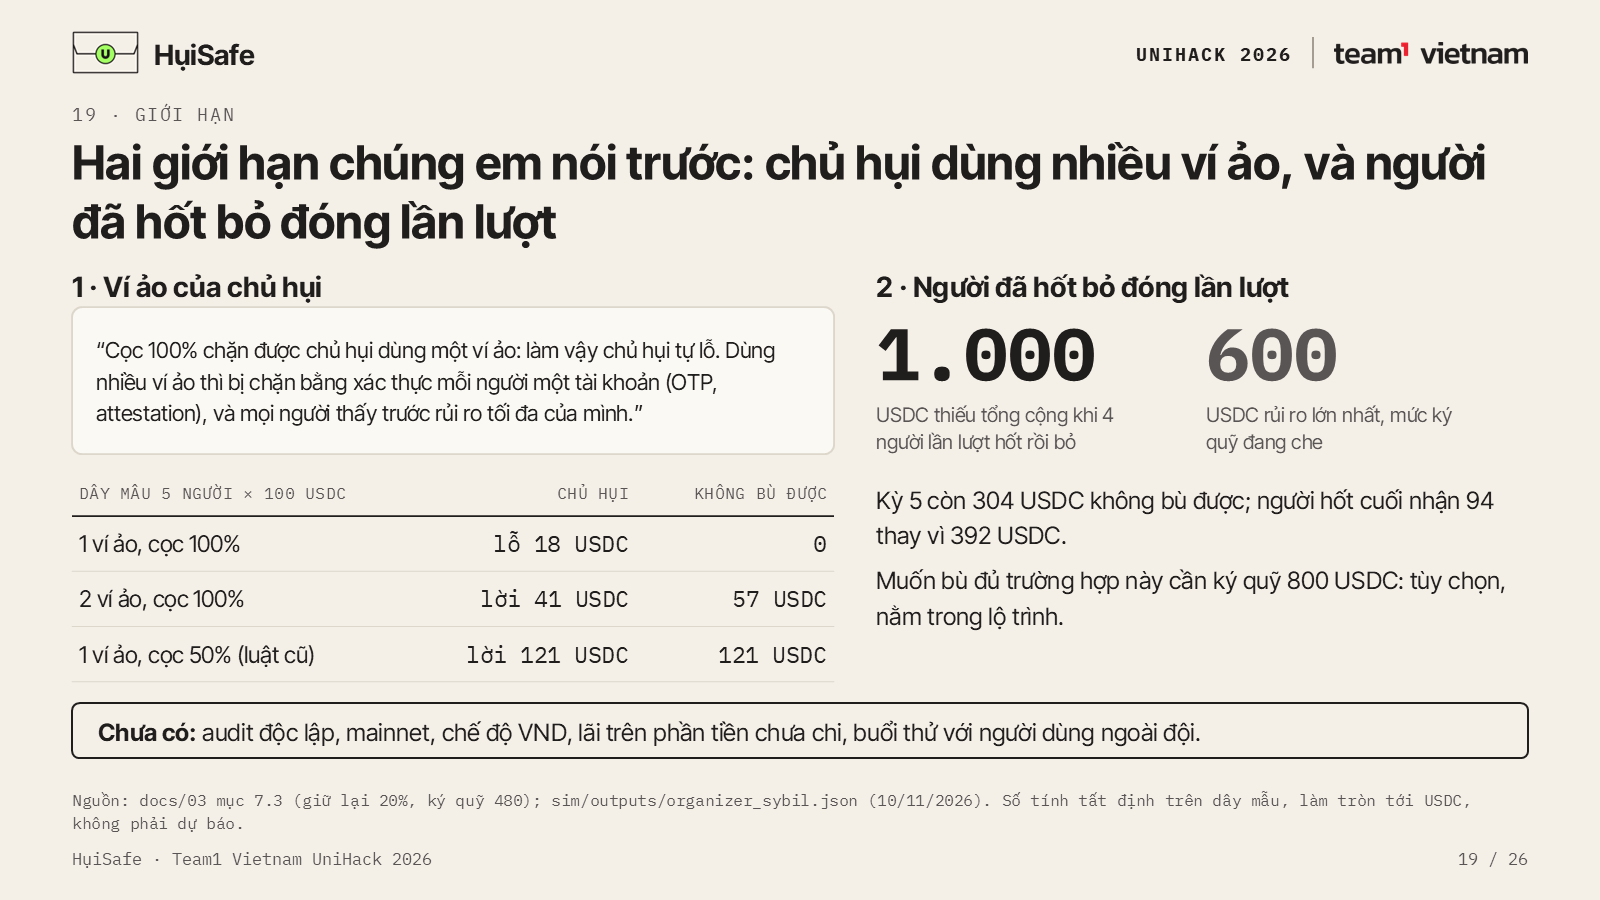 U HụiSafe
UNIHACK 2026 team1 vietnam
19 · GIỚI HẠN
Hai giới hạn chúng em nói trước: chủ hụi dùng nhiều ví ảo, và người
đã hốt bỏ đóng lần lượt
1 · Ví ảo của chủ hụi
“Cọc 100% chặn được chủ hụi dùng một ví ảo: làm vậy chủ hụi tự lỗ. Dùng
nhiều ví ảo thì bị chặn bằng xác thực mỗi người một tài khoản (OTP,
attestation), và mọi người thấy trước rủi ro tối đa của mình.”
DÂY MẪU 5 NGƯỜI × 100 USDC CHỦ HỤI KHÔNG BÙ ĐƯỢC
1 ví ảo, cọc 100% lỗ 18 USDC 0
2 ví ảo, cọc 100% lời 41 USDC 57 USDC
1 ví ảo, cọc 50% (luật cũ) lời 121 USDC 121 USDC
2 · Người đã hốt bỏ đóng lần lượt
1.000 600
USDC thiếu tổng cộng khi 4 USDC rủi ro lớn nhất, mức ký
người lần lượt hốt rồi bỏ quỹ đang che
Kỳ 5 còn 304 USDC không bù được; người hốt cuối nhận 94
thay vì 392 USDC.
Muốn bù đủ trường hợp này cần ký quỹ 800 USDC: tùy chọn,
nằm trong lộ trình.
Chưa có: audit độc lập, mainnet, chế độ VND, lãi trên phần tiền chưa chi, buổi thử với người dùng ngoài đội.
Nguồn: docs/03 mục 7.3 (giữ lại 20%, ký quỹ 480); sim/outputs/organizer_sybil.json (10/11/2026). Số tính tất định trên dây mẫu, làm tròn tới USDC,
không phải dự báo.
HụiSafe · Team1 Vietnam UniHack 2026 19 / 26